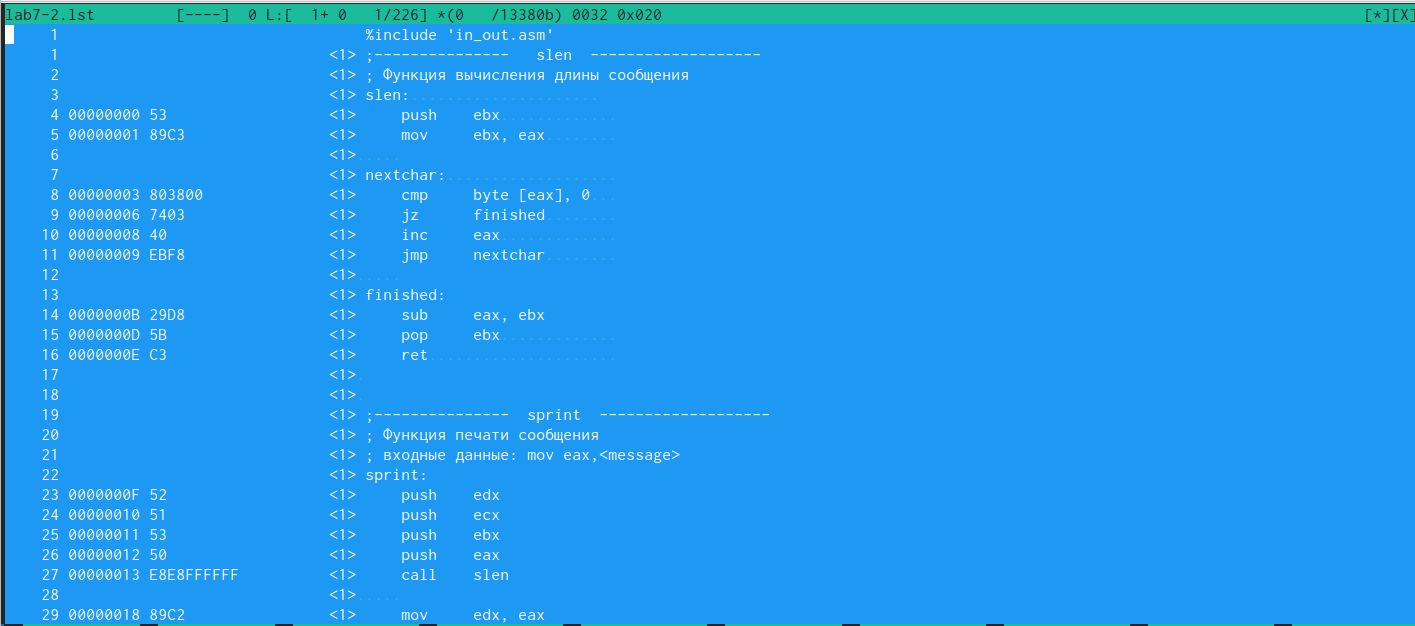 lab7-2.lst [----] 0 L:[ 1+ 0 1/226] *(0 /13380b) 0032 0x020 [*][X]
1 %include 'in_out.asm'
1 <1> ;--------------- slen -------------------
2 <1> ; Функция вычисления длины сообщения
3 <1> slen:.....................
4 00000000 53 <1> push ebx.............
5 00000001 89C3 <1> mov ebx, eax........
6 <1>.....
7 <1> nextchar:...................
8 00000003 803800 <1> cmp byte [eax], 0...
9 00000006 7403 <1> jz finished........
10 00000008 40 <1> inc eax.............
11 00000009 EBF8 <1> jmp nextchar........
12 <1>.....
13 <1> finished:
14 0000000B 29D8 <1> sub eax, ebx
15 0000000D 5B <1> pop ebx.............
16 0000000E C3 <1> ret.....................
17 <1>.
18 <1>.
19 <1> ;--------------- sprint -------------------
20 <1> ; Функция печати сообщения
21 <1> ; входные данные: mov eax,<message>
22 <1> sprint:
23 0000000F 52 <1> push edx
24 00000010 51 <1> push ecx
25 00000011 53 <1> push ebx
26 00000012 50 <1> push eax
27 00000013 E8E8FFFFFF <1> call slen
28 <1>.....
29 00000018 89C2 <1> mov edx, eax